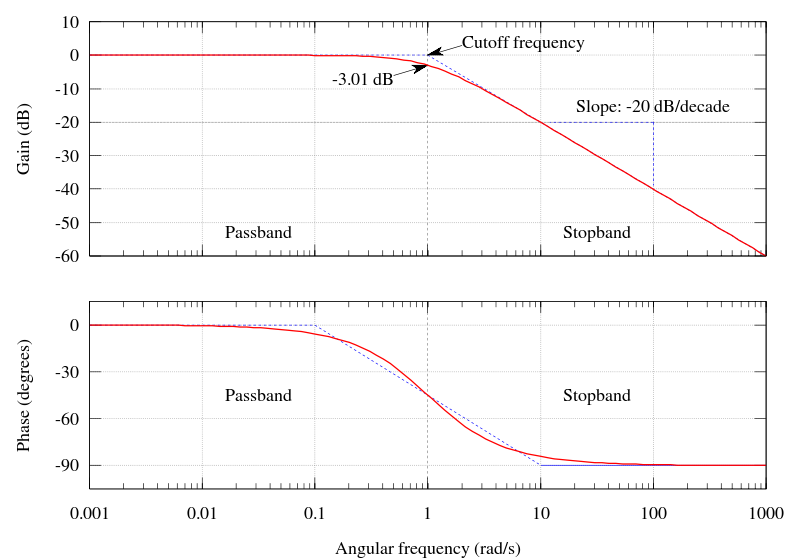 10
0
-10
-20
-30
-40
-50
-60
Gain (dB)
Cutoff frequency
-3.01 dB
Slope: -20 dB/decade
Passband
Stopband
0
-30
-60
-90
Phase (degrees)
Passband
Stopband
0.001
0.01
0.1
1
10
100
1000
Angular frequency (rad/s)